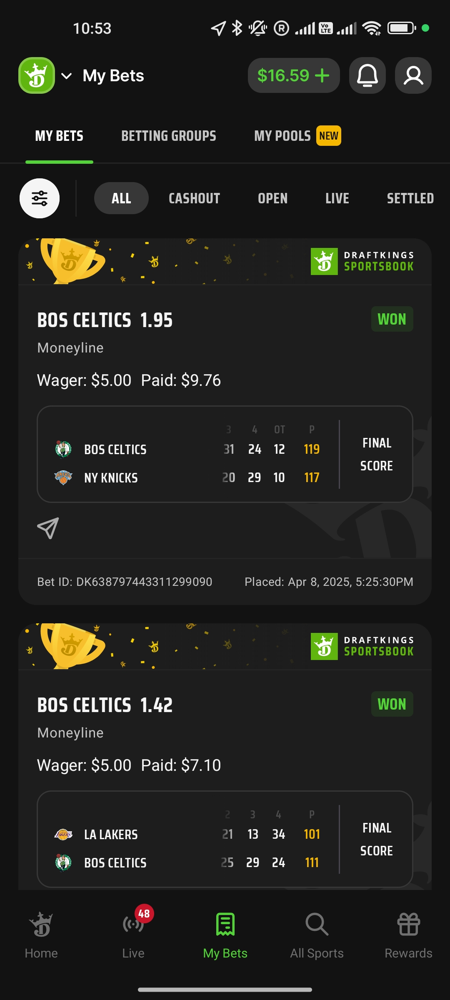 10:53
VoLTE
My Bets
$16.59 +
MY BETS BETTING GROUPS MY POOLS NEW
ALL CASHOUT OPEN LIVE SETTLED
DRAFTKINGS
SPORTSBOOK
BOS CELTICS 1.95 WON
Moneyline
Wager: $5.00 Paid: $9.76
3 4 OT P
BOS CELTICS 31 24 12 119
NY KNICKS 20 29 10 117
FINAL
SCORE
Bet ID: DK638797443311299090 Placed: Apr 8, 2025, 5:25:30PM
DRAFTKINGS
SPORTSBOOK
BOS CELTICS 1.42 WON
Moneyline
Wager: $5.00 Paid: $7.10
2 3 4 P
LA LAKERS 21 13 34 101
BOS CELTICS 25 29 24 111
FINAL
SCORE
48
Home Live My Bets All Sports Rewards